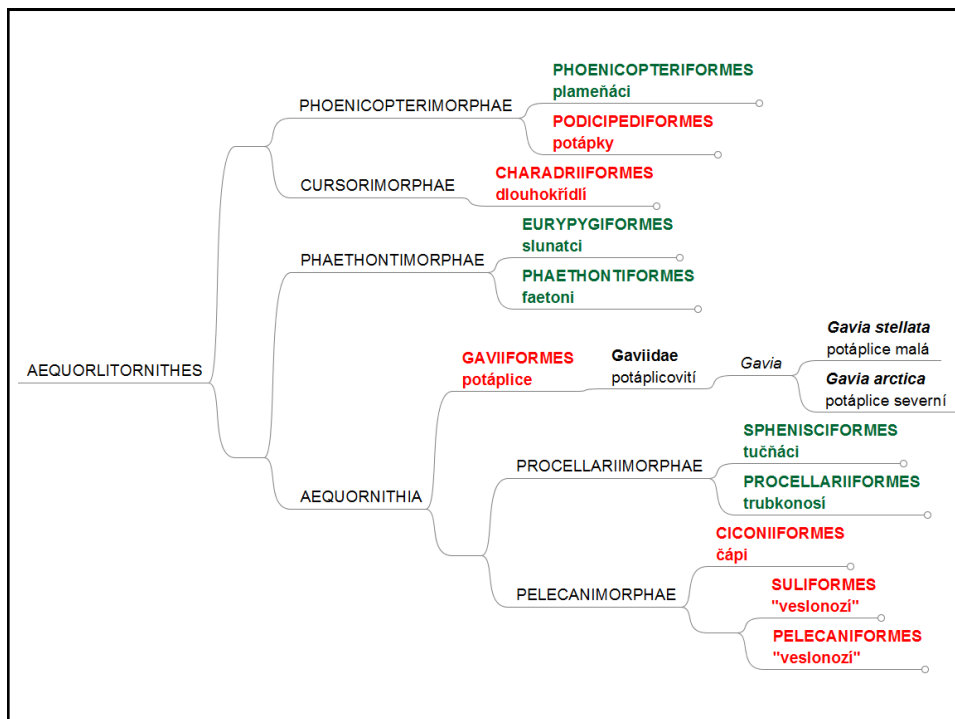 PHOENICOPTERIFORMES
plameňáci
PHOENICOPTERIMORPHAE
PODICIPEDIFORMES
potápky
CHARADRIIFORMES
CURSORIMORPHAE
dlouhokřídlí
EURYPYGIFORMES
slunatci
PHAETHONTIMORPHAE
PHAETHONTIFORMES
faetoni
AEQUORLITORNITHES
GAVIIFORMES
potáplice
Gaviidae
potáplicovití
Gavia
Gavia stellata
potáplice malá
Gavia arctica
potáplice severní
SPHENISCIFORMES
tučňáci
PROCELLARIIMORPHAE
PROCELLARIIFORMES
trubkonosí
AEQUORNITHIA
CICONIIFORMES
čápi
PELECANIMORPHAE
SULIFORMES
"veslonozí"
PELECANIFORMES
"veslonozí"